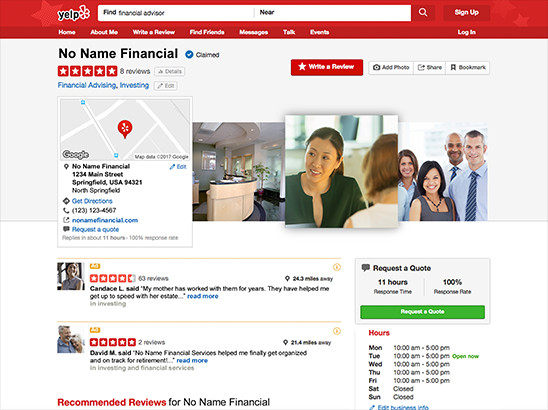 yelp
Find financial advisor
Near
Sign Up
Home About Me Write a Review Find Friends Messages Talk Events
Log In
No Name Financial Claimed
8 reviews Details
Financial Advising, Investing Edit
Write a Review
Add Photo Share Bookmark
Google Map data ©2017 Google
No Name Financial Edit
1234 Main Street
Springfield, USA 94321
North Springfield
Get Directions
(123) 123-4567
nonamefinancial.com
Request a quote
Replies in about 11 hours - 100% response rate
Ad
63 reviews 24.3 miles away
Candace L. said "My mother has worked with them for years. They have helped me
get up to speed with her estate..." read more
in Investing
Ad
2 reviews 21.4 miles away
David M. said "No Name Financial Services helped me finally get organized
and on track for retirement!..." read more
in Investing and financial services
Recommended Reviews for No Name Financial
Request a Quote
11 hours 100%
Response Time Response Rate
Request a Quote
Hours
Mon 10:00 am - 5:00 pm
Tue 10:00 am - 5:00 pm Open now
Wed 10:00 am - 5:00 pm
Thu 10:00 am - 5:00 pm
Fri 10:00 am - 5:00 pm
Sat Closed
Sun Closed
Edit business info